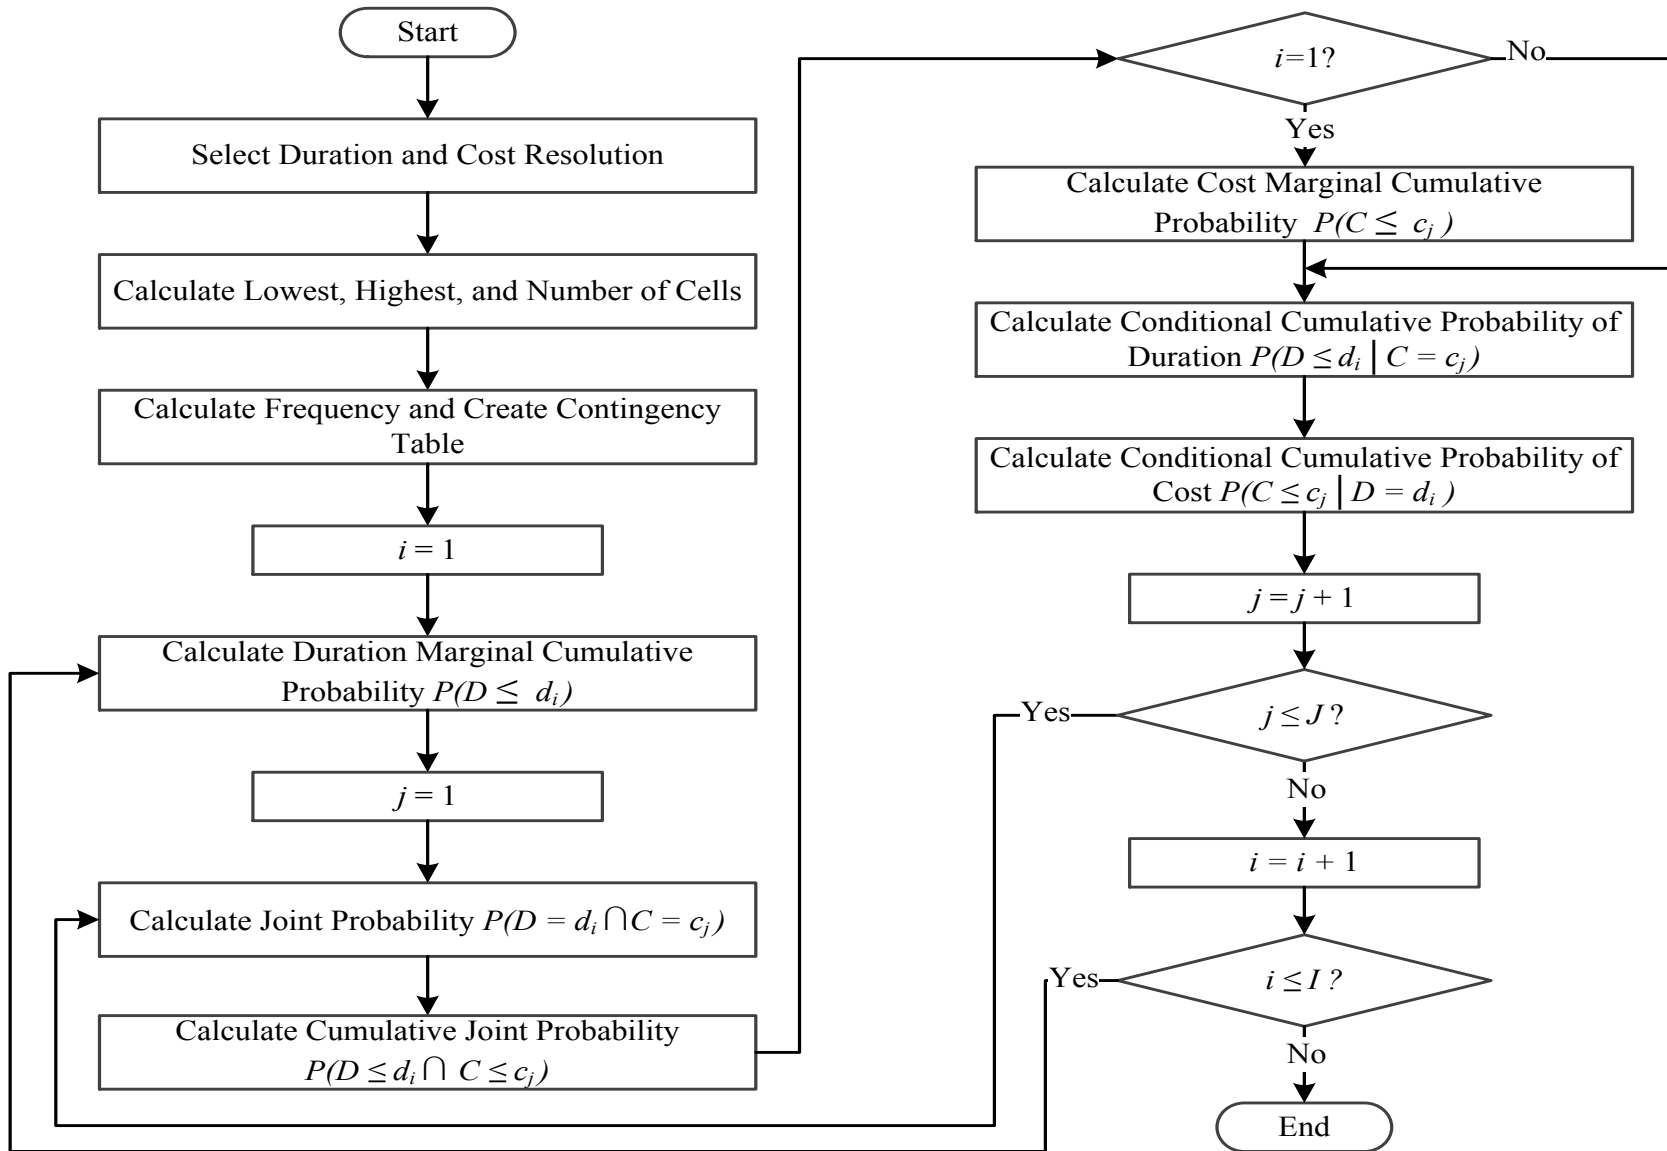 Start
Select Duration and Cost Resolution
Calculate Lowest, Highest, and Number of Cells
Calculate Frequency and Create Contingency
Table
i = 1
Calculate Duration Marginal Cumulative
Probability P(D ≤ d_i)
j = 1
Calculate Joint Probability P(D = d_i ⋂ C = c_j)
Calculate Cumulative Joint Probability
P(D ≤ d_i ⋂ C ≤ c_j)
i=1?
No
Yes
Calculate Cost Marginal Cumulative
Probability P(C ≤ c_j )
Calculate Conditional Cumulative Probability of
Duration P(D ≤ d_i | C = c_j)
Calculate Conditional Cumulative Probability of
Cost P(C ≤ c_j | D = d_i )
j = j + 1
j ≤ J ?
Yes
No
i = i + 1
i ≤ I ?
Yes
No
End